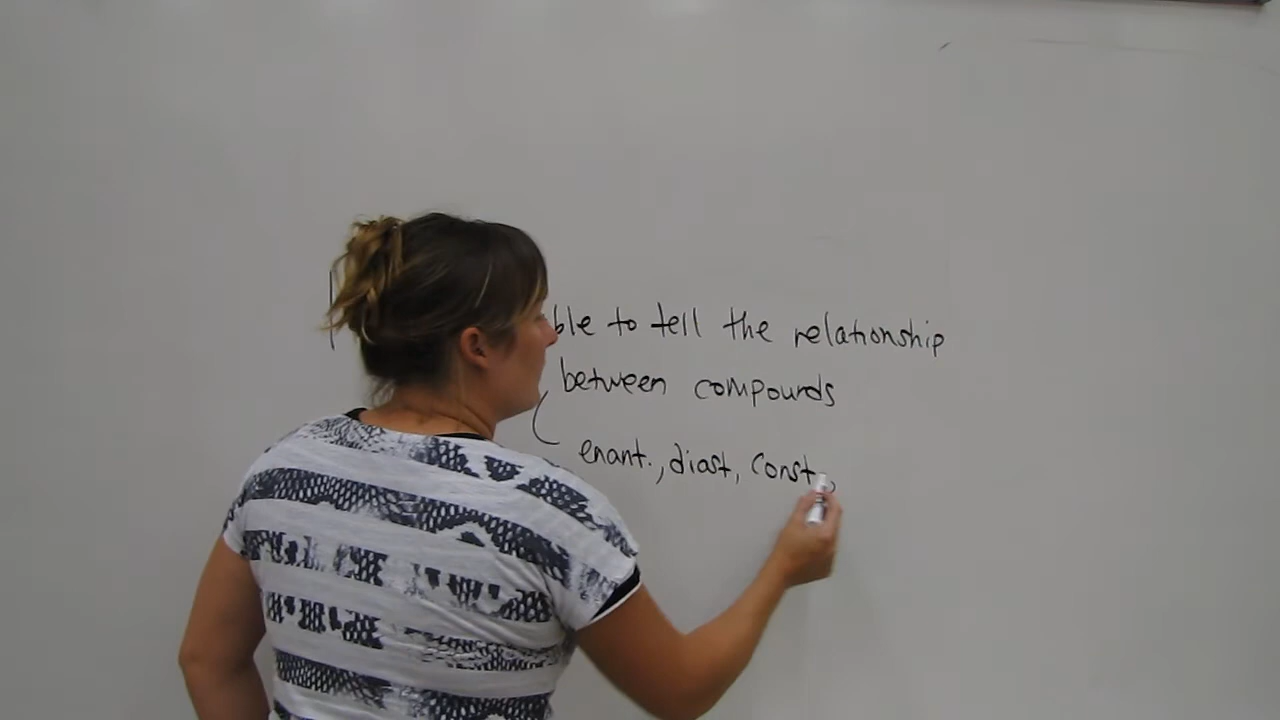 ble to tell the relationship
between compounds
enant., diast, const,